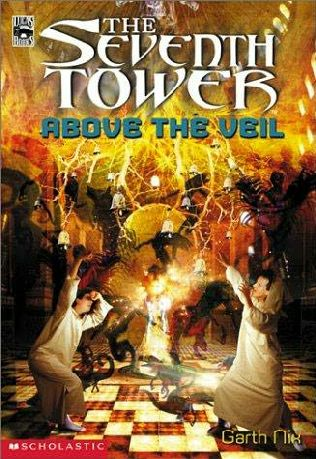 THE
SEVENTH
TOWER
ABOVE THE VEIL
Garth Nix
SCHOLASTIC